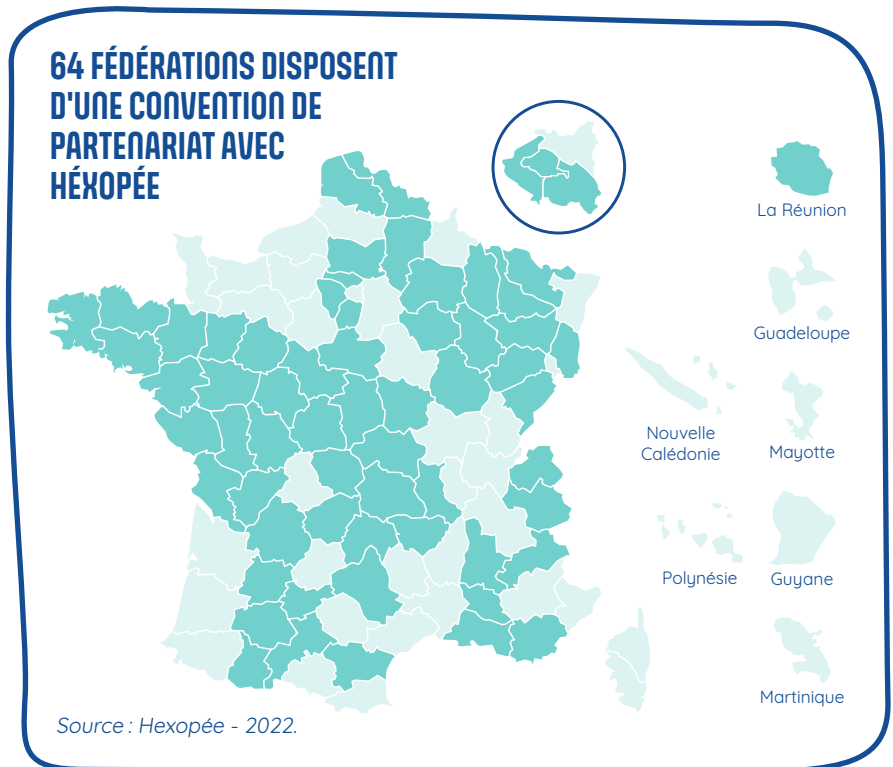 64 FÉDÉRATIONS DISPOSENT
D'UNE CONVENTION DE
PARTENARIAT AVEC
HÉXOPÉE
La Réunion
Guadeloupe
Nouvelle
Calédonie
Mayotte
Polynésie
Guyane
Martinique
Source : Hexopée - 2022.